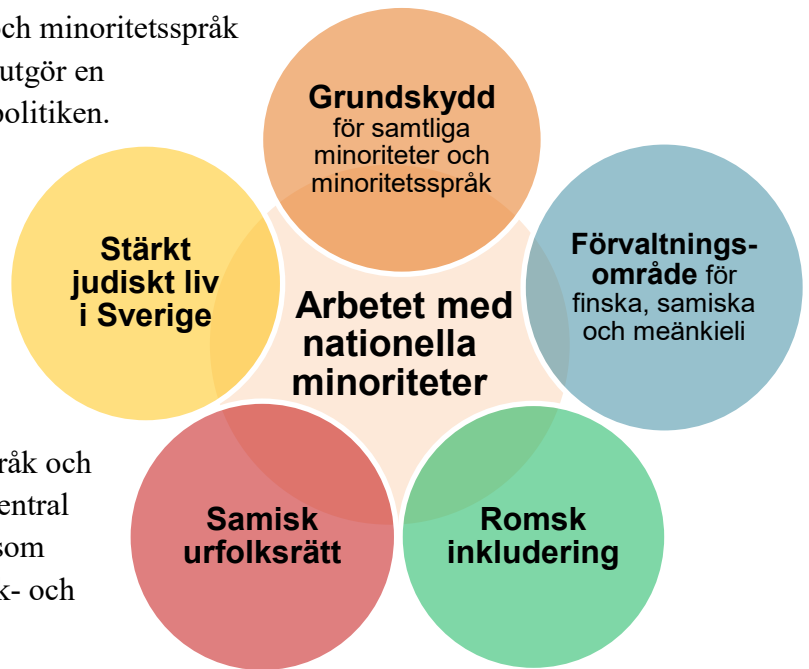 och minoritetsspråk
utgör en
politiken.
Grundskydd
för samtliga
minoriteter och
minoritetsspråk
Stärkt
judiskt liv
i Sverige
Förvaltnings-
område för
finska, samiska
och meänkieli
Arbetet med
nationella
minoriteter
råk och
entral
som
k- och
Samisk
urfolksrätt
Romsk
inkludering